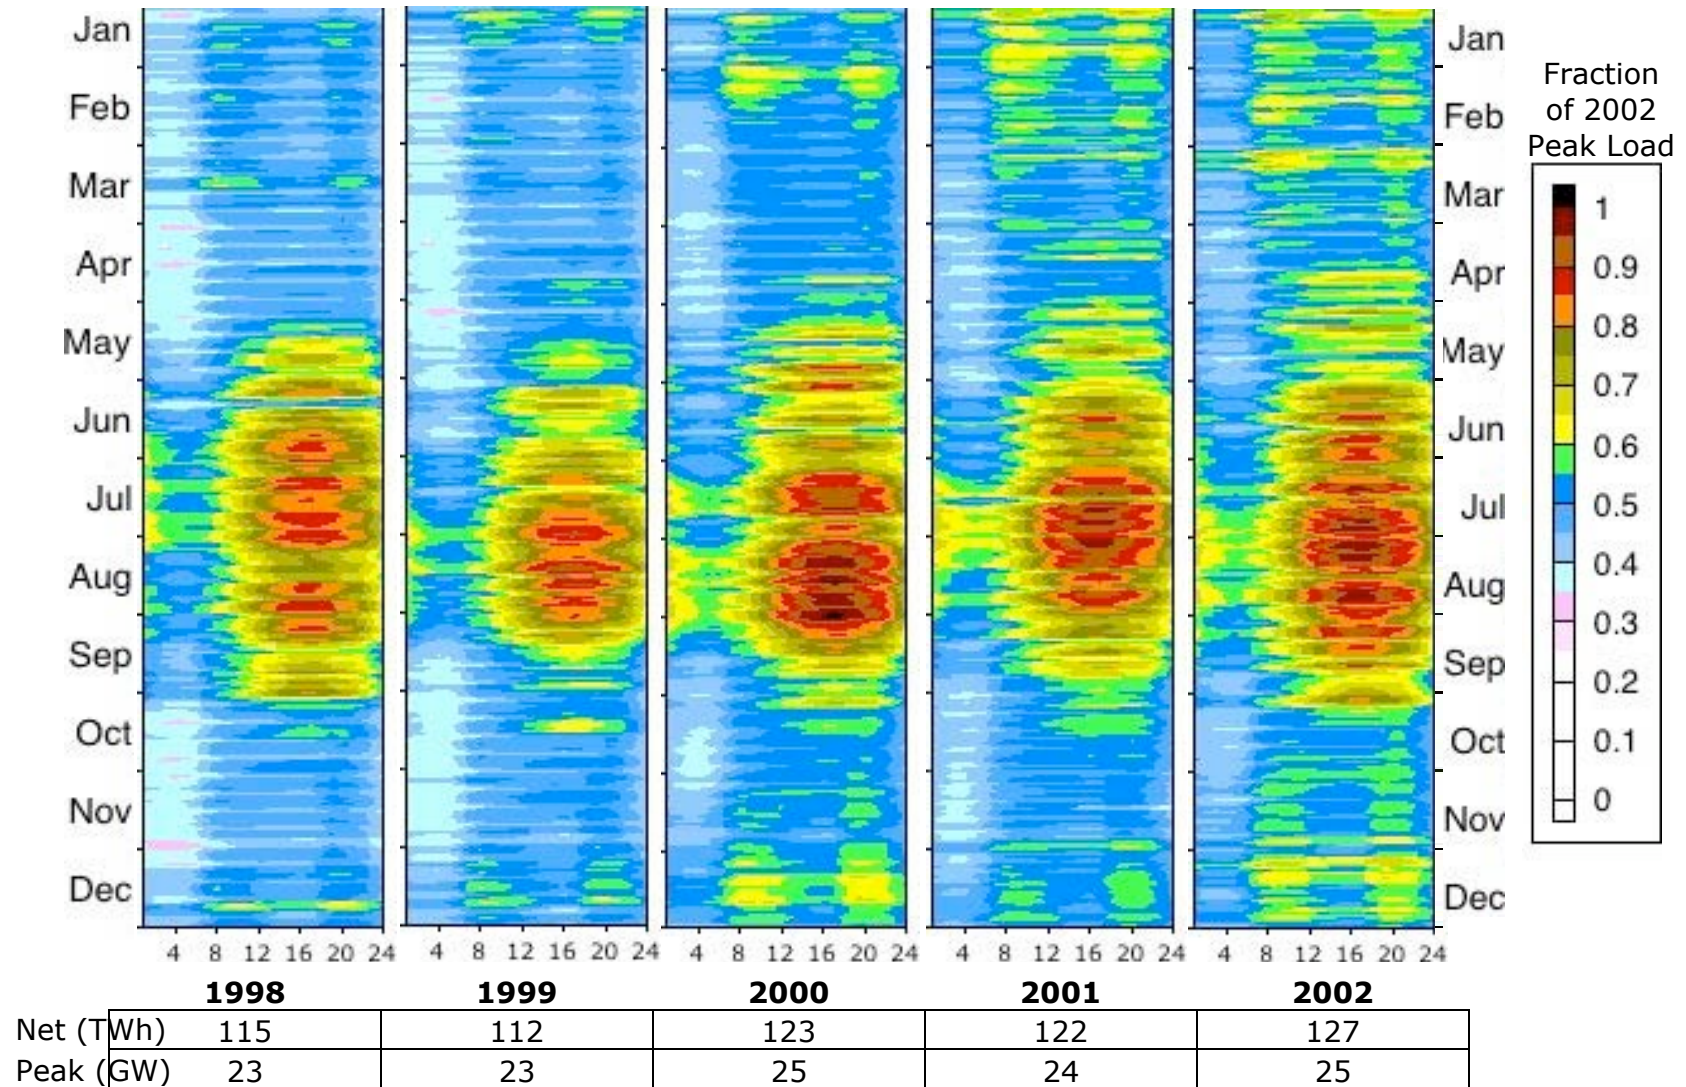 Jan
Feb
Mar
Apr
May
Jun
Jul
Aug
Sep
Oct
Nov
Dec
Jan
Feb
Mar
Apr
May
Jun
Jul
Aug
Sep
Oct
Nov
Dec
Fraction
of 2002
Peak Load
1
0.9
0.8
0.7
0.6
0.5
0.4
0.3
0.2
0.1
0
4 8 12 16 20 24 4 8 12 16 20 24 4 8 12 16 20 24 4 8 12 16 20 24 4 8 12 16 20 24
1998 1999 2000 2001 2002
Net (TWh) 115 112 123 122 127
Peak (GW) 23 23 25 24 25